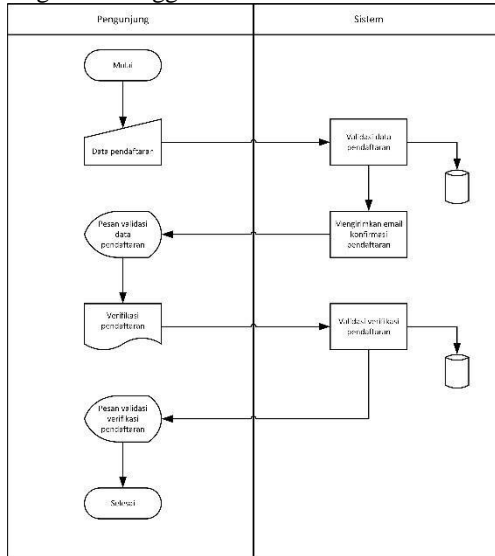 Pengunjung
Sistem
Mulai
Data pendaftaran
Validasi data
pendaftaran
Pesan validasi
data
pendaftaran
Mengirimkan email
konfirmasi
pendaftaran
Verifikasi
pendaftaran
Validasi verifikasi
pendaftaran
Pesan validasi
verifikasi
pendaftaran
Selesai